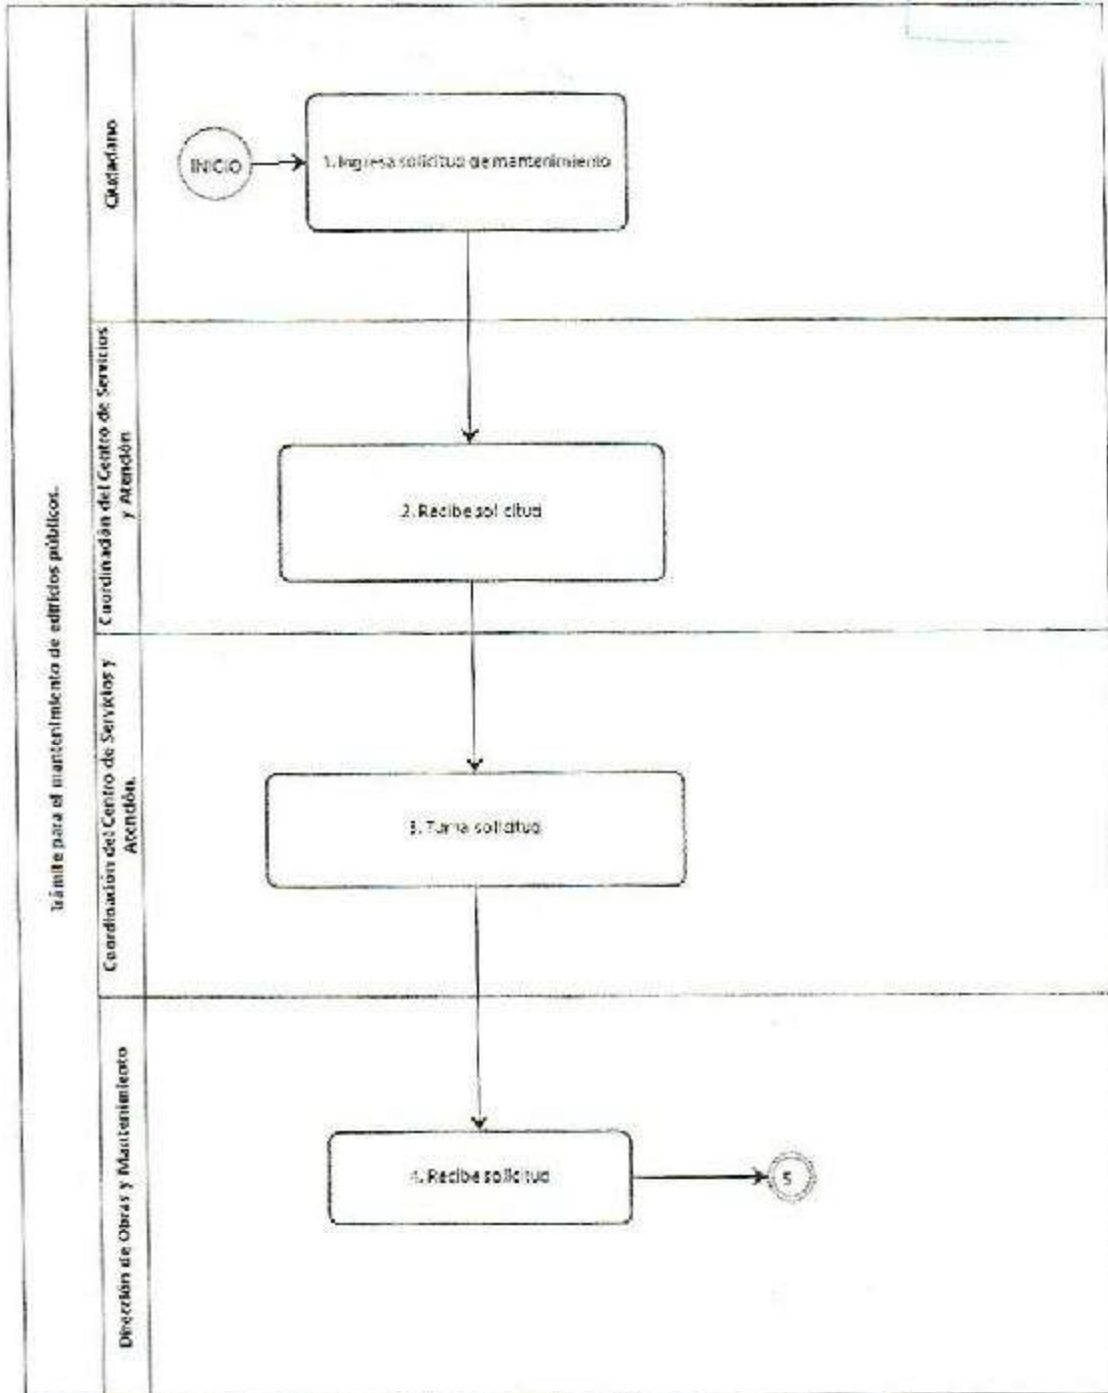 Trámite para el mantenimiento de edificios públicos.
Ciudadano
INICIO
1. Ingresa solicitud de mantenimiento
Coordinación del Centro de Servicios
y Atención
2. Recibe solicitud
Coordinación del Centro de Servicios y
Atención.
3. Turna solicitud
Dirección de Obras y Mantenimiento
4. Recibe solicitud
5